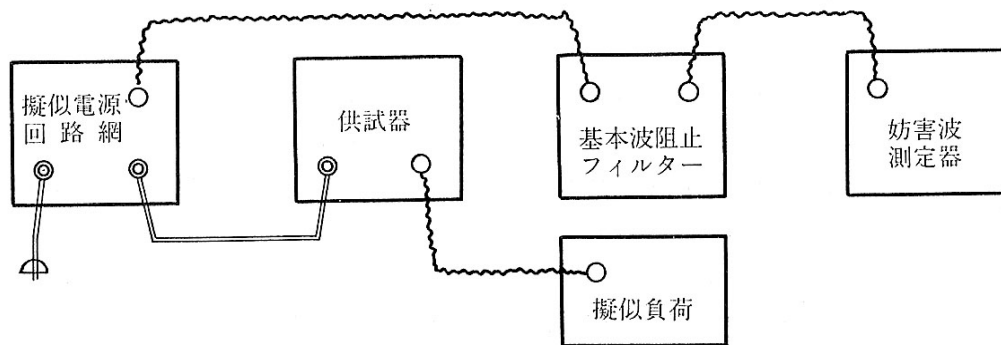 擬似電源
回路網
供試器
基本波阻止
フィルター
妨害波
測定器
擬似負荷